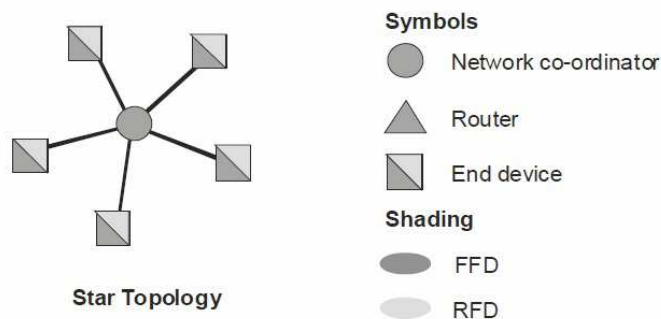 Symbols
Network co-ordinator
Router
End device
Shading
FFD
RFD
Star Topology